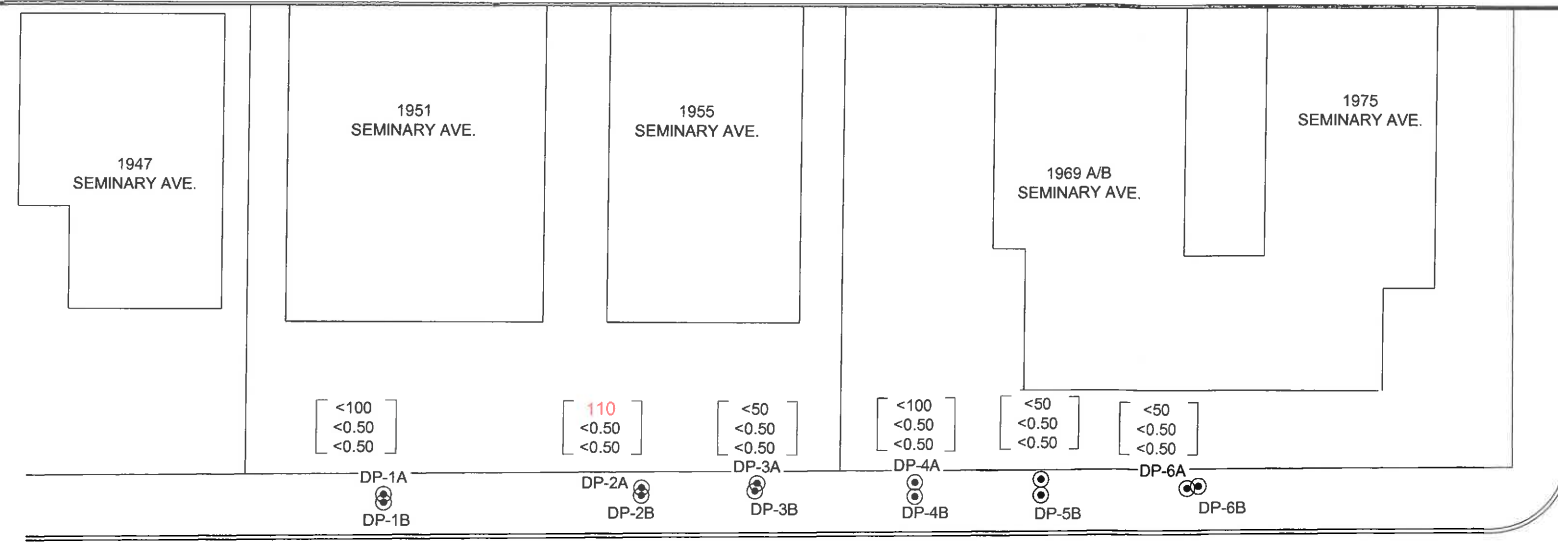 1947
SEMINARY AVE.
1951
SEMINARY AVE.
1955
SEMINARY AVE.
1969 A/B
SEMINARY AVE.
1975
SEMINARY AVE.
<100
<0.50
<0.50
110
<0.50
<0.50
<50
<0.50
<0.50
<100
<0.50
<0.50
<50
<0.50
<0.50
<50
<0.50
<0.50
DP-1A
DP-1B
DP-2A
DP-2B
DP-3A
DP-3B
DP-4A
DP-4B
DP-5B
DP-6A
DP-6B